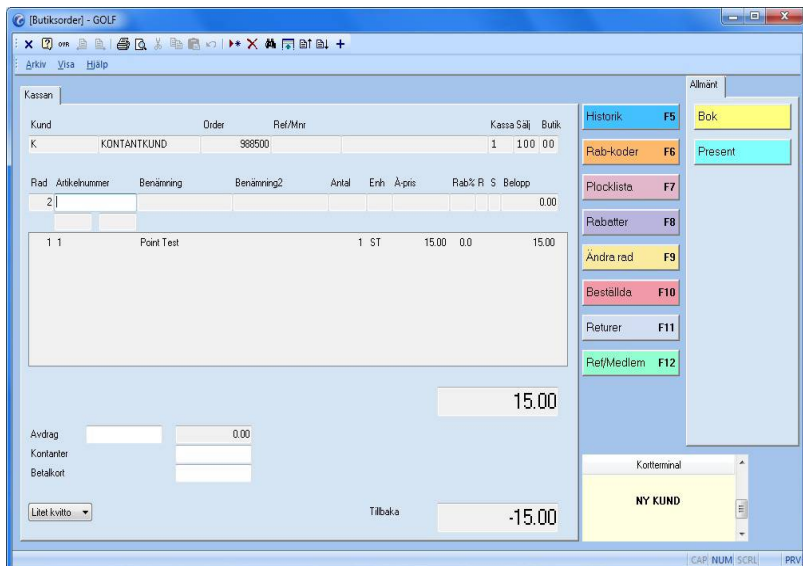 [Butiksorder] - GOLF
OVR
Arkiv Visa Hjälp
Kassan
Kund Order Ref/Mnr Kassa Sälj Butik
K KONTANTKUND 988500 1 100 00
Rad Artikelnummer Benämning Benämning2 Antal Enh À-pris Rab% R S Belopp
2 0.00
1 1 Point Test 1 ST 15.00 0.0 15.00
15.00
Avdrag 0.00
Kontanter
Betalkort
Litet kvitto Tillbaka -15.00
Historik F5
Rab-koder F6
Plocklista F7
Rabatter F8
Ändra rad F9
Beställda F10
Returer F11
Ref/Medlem F12
Allmänt
Bok
Present
Kortterminal
NY KUND
CAP NUM SCRL PRV